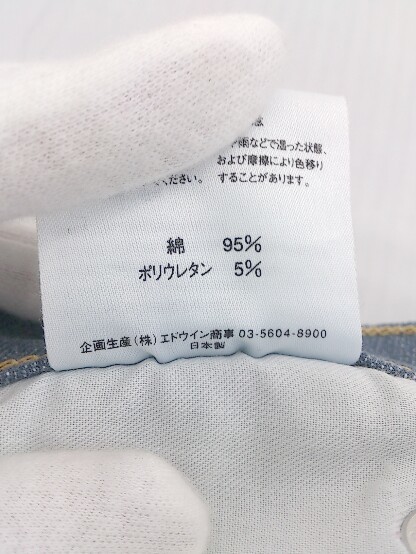 雨などで湿った状態、
および摩擦により色移り
ください。 することがあります。
綿 95%
ポリウレタン 5%
企画生産(株)エドウイン商事 03-5604-8900
日本製